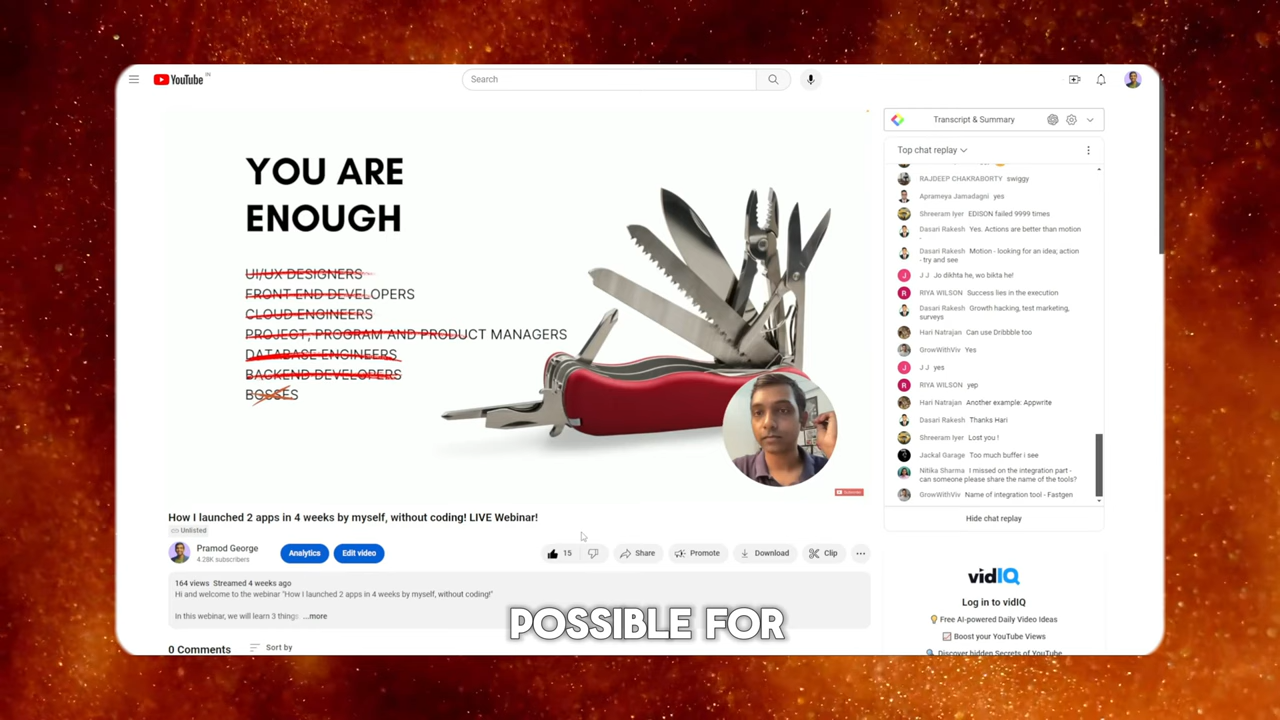 YouTube IN
Search
YOU ARE
ENOUGH
UI/UX DESIGNERS
FRONT END DEVELOPERS
CLOUD ENGINEERS
PROJECT, PROGRAM AND PRODUCT MANAGERS
DATABASE ENGINEERS
BACKEND DEVELOPERS
BOSSES
How I launched 2 apps in 4 weeks by myself, without coding! LIVE Webinar!
Unlisted
Pramod George
4.28K subscribers
Analytics
Edit video
15
Share
Promote
Download
Clip
164 views Streamed 4 weeks ago
Hi and welcome to the webinar "How I launched 2 apps in 4 weeks by myself, without coding!"
In this webinar, we will learn 3 things ...more
POSSIBLE FOR
0 Comments
Sort by
Transcript & Summary
Top chat replay
RAJDEEP CHAKRABORTY swiggy
Aprameya Jamadagni yes
Shreeram Iyer EDISON failed 9999 times
Dasari Rakesh Yes. Actions are better than motion
-
Dasari Rakesh Motion - looking for an idea; action
- try and see
J J Jo dikhta he, wo bikta he!
RIYA WILSON Success lies in the execution
Dasari Rakesh Growth hacking, test marketing,
surveys
Hari Natrajan Can use Dribbble too
GrowWithViv Yes
J J yes
RIYA WILSON yep
Hari Natrajan Another example: Appwrite
Dasari Rakesh Thanks Hari
Shreeram Iyer Lost you !
Jackal Garage Too much buffer i see
Nitika Sharma I missed on the integration part -
can someone please share the name of the tools?
GrowWithViv Name of integration tool - Fastgen
Hide chat replay
vidIQ
Log in to vidIQ
Free AI-powered Daily Video Ideas
Boost your YouTube Views
Discover hidden Secrets of YouTube